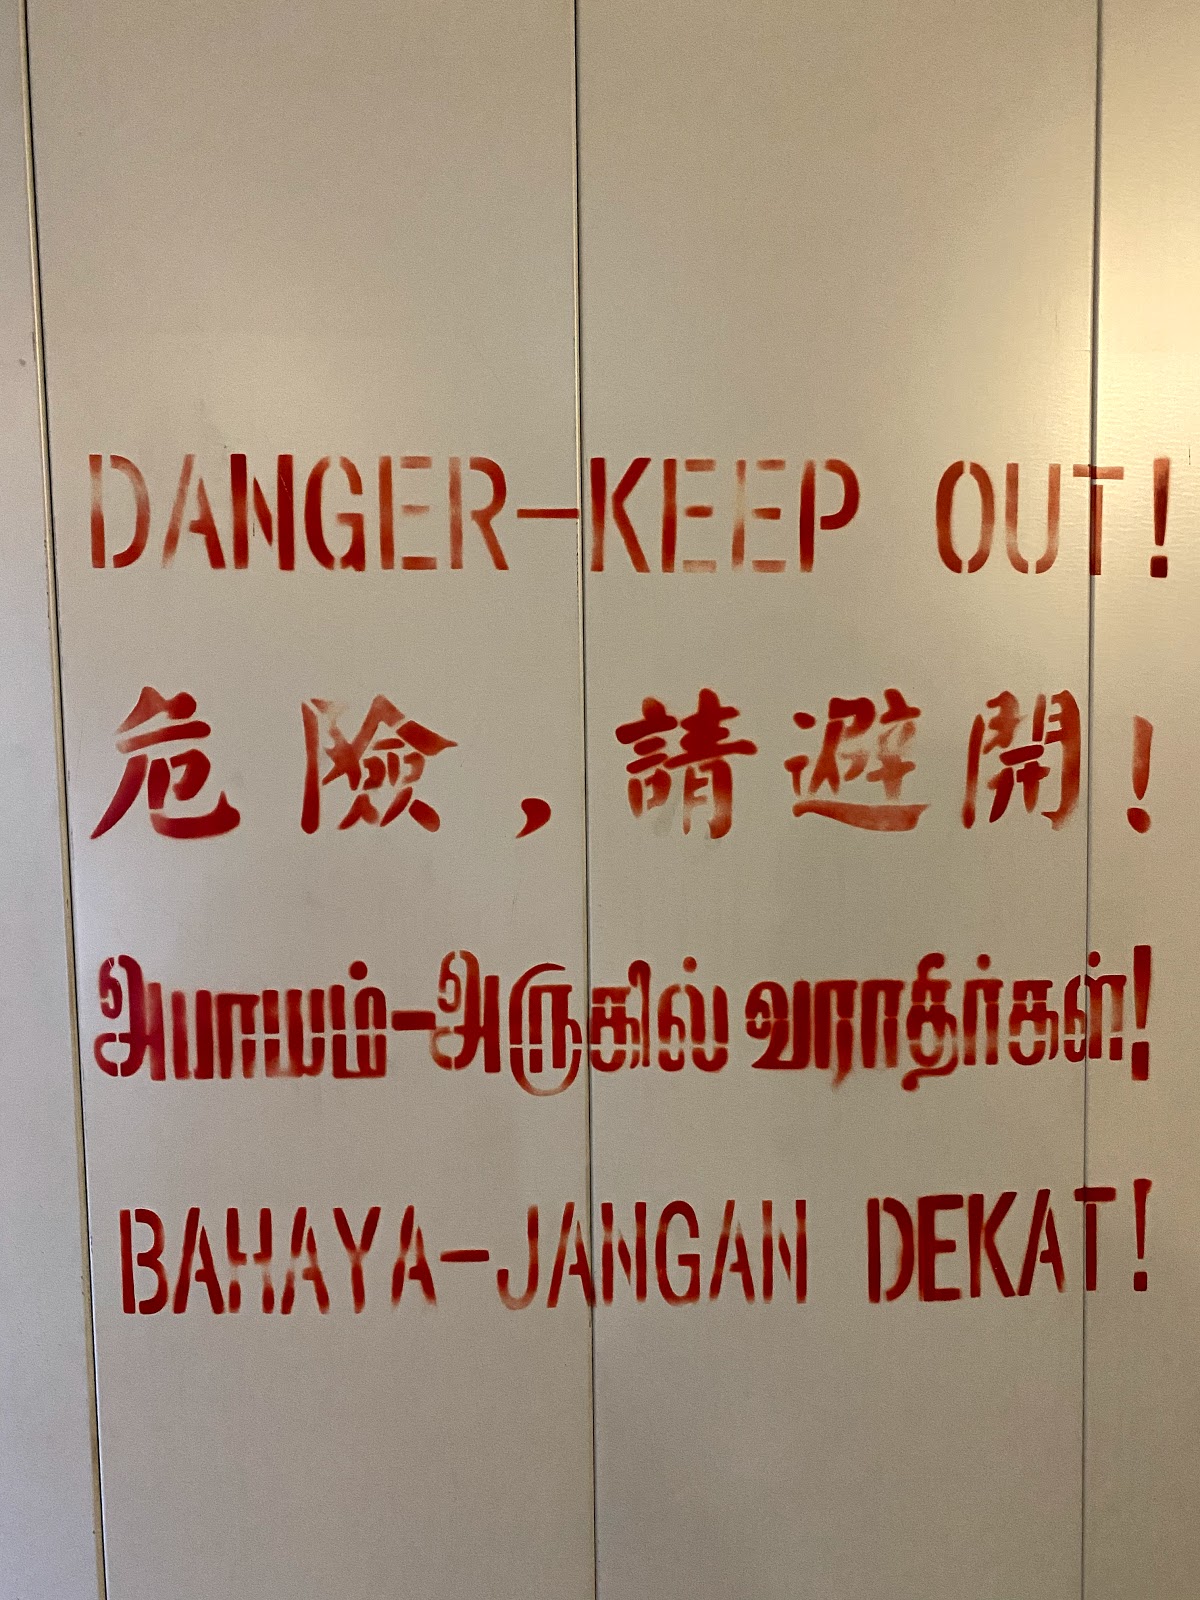 DANGER-KEEP OUT!
危險，請避開！
அபாயம்-அருகில் வராதீர்கள்!
BAHAYA-JANGAN DEKAT!